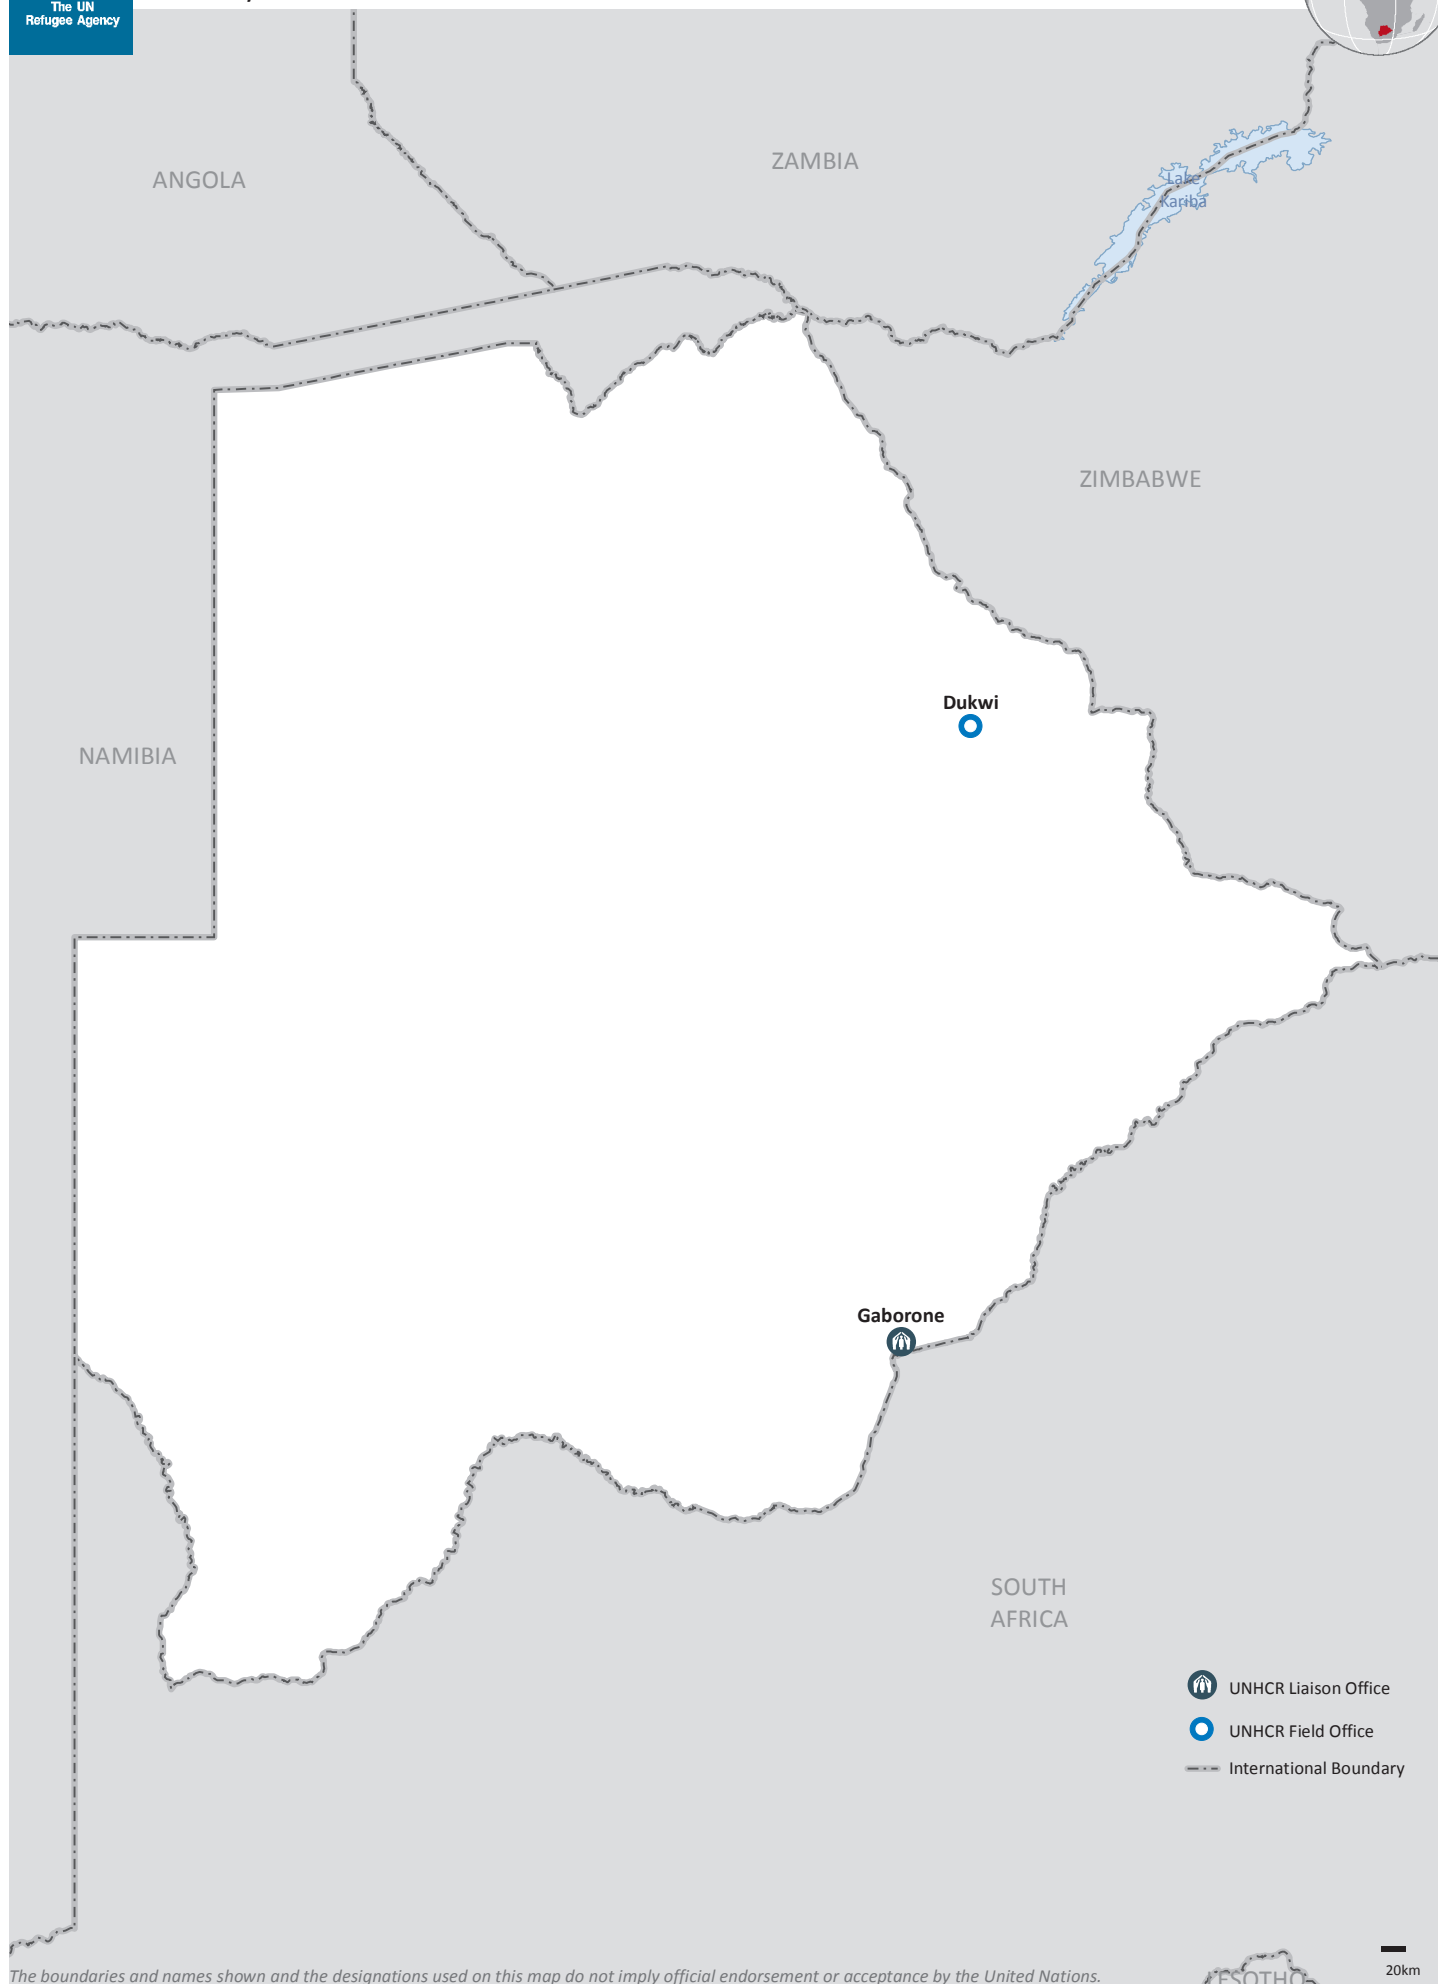 The UN
Refugee Agency
ANGOLA
ZAMBIA
Lake
Kariba
ZIMBABWE
Dukwi
NAMIBIA
Gaborone
SOUTH
AFRICA
UNHCR Liaison Office
UNHCR Field Office
International Boundary
20km
LESOTHO
The boundaries and names shown and the designations used on this map do not imply official endorsement or acceptance by the United Nations.